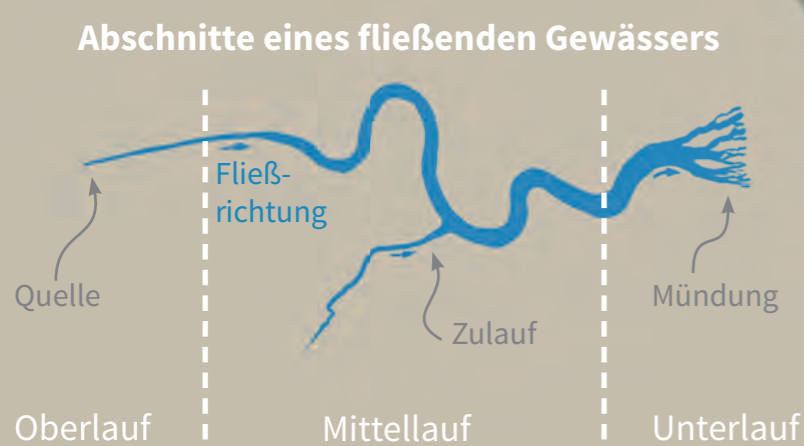 Abschnitte eines fließenden Gewässers
Fließ-
richtung
Quelle
Zulauf
Mündung
Oberlauf
Mittellauf
Unterlauf